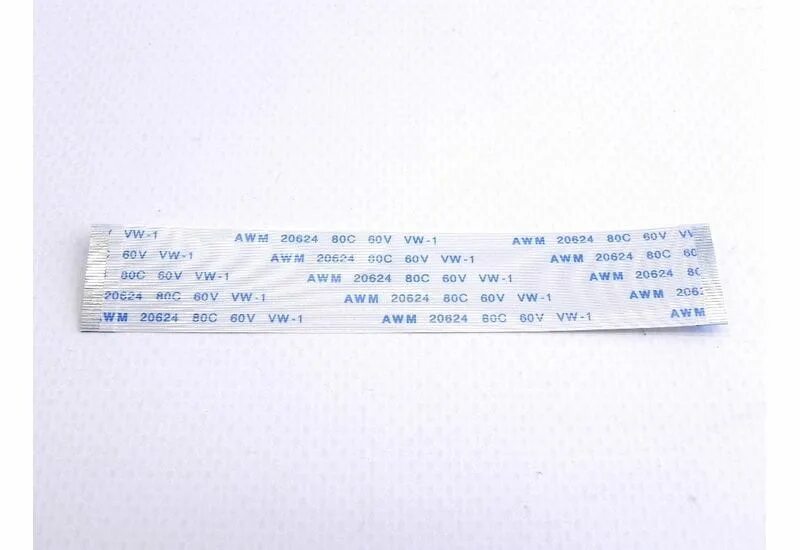 VW-1 AWM 20624 80C 60V VW-1 AWM 20624 80C 60V
60V VW-1 AWM 20624 80C 60V VW-1 AWM 20624 80C
80C 60V VW-1 AWM 20624 80C 60V VW-1 AWM 20624
20624 80C 60V VW-1 AWM 20624 80C 60V VW-1 AWM
AWM 20624 80C 60V VW-1 AWM 20624 80C 60V VW-1 AWM